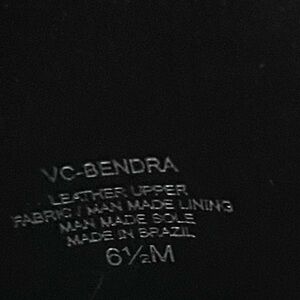 VC-BENDRA
LEATHER UPPER
FABRIC / MAN MADE LINING
MAN MADE SOLE
MADE IN BRAZIL
6½M